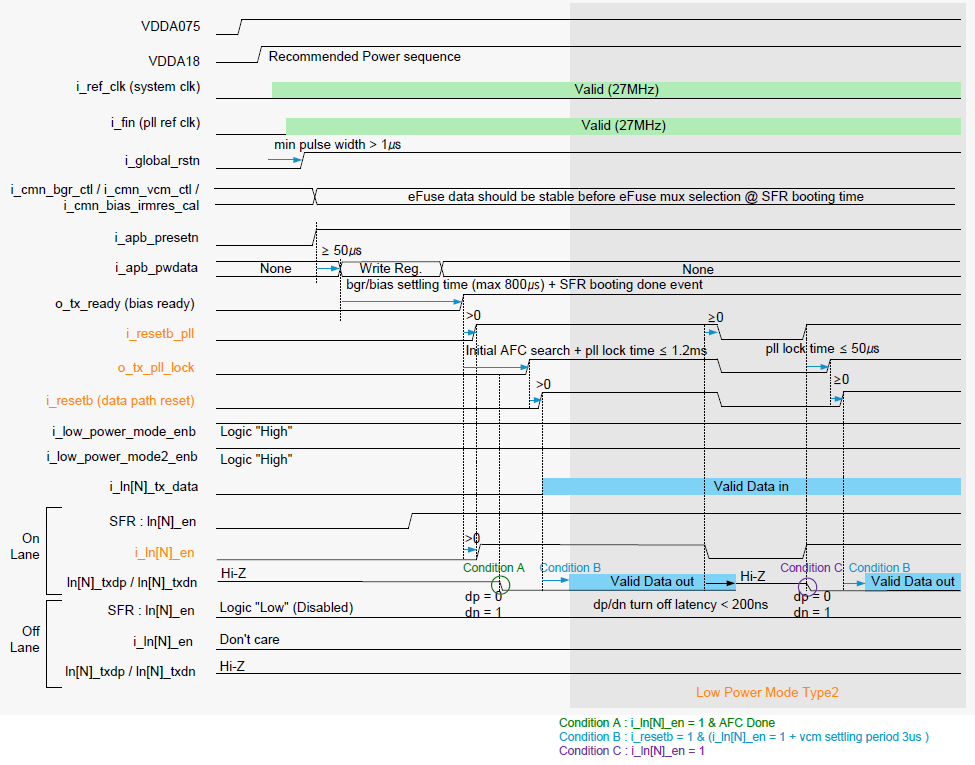 VDDA075
VDDA18
Recommended Power sequence
i_ref_clk (system clk)
Valid (27MHz)
i_fin (pll ref clk)
Valid (27MHz)
min pulse width > 1µs
i_global_rstn
i_cmn_bgr_ctl / i_cmn_vcm_ctl /
i_cmn_bias_irmres_cal
eFuse data should be stable before eFuse mux selection @ SFR booting time
i_apb_presetn
≥ 50µs
i_apb_pwdata
None
Write Reg.
None
bgr/bias settling time (max 800µs) + SFR booting done event
o_tx_ready (bias ready)
>0
≥0
i_resetb_pll
Initial AFC search + pll lock time ≤ 1.2ms
pll lock time ≤ 50µs
o_tx_pll_lock
>0
≥0
i_resetb (data path reset)
i_low_power_mode_enb
Logic "High"
i_low_power_mode2_enb
Logic "High"
i_ln[N]_tx_data
Valid Data in
On
Lane
SFR : ln[N]_en
>0
i_ln[N]_en
Condition A
Condition B
Condition C
Condition B
ln[N]_txdp / ln[N]_txdn
Hi-Z
Valid Data out
Hi-Z
Valid Data out
dp = 0
dn = 1
dp/dn turn off latency < 200ns
dp = 0
dn = 1
Off
Lane
SFR : ln[N]_en
Logic "Low" (Disabled)
i_ln[N]_en
Don't care
ln[N]_txdp / ln[N]_txdn
Hi-Z
Low Power Mode Type2
Condition A : i_ln[N]_en = 1 & AFC Done
Condition B : i_resetb = 1 & (i_ln[N]_en = 1 + vcm settling period 3us )
Condition C : i_ln[N]_en = 1